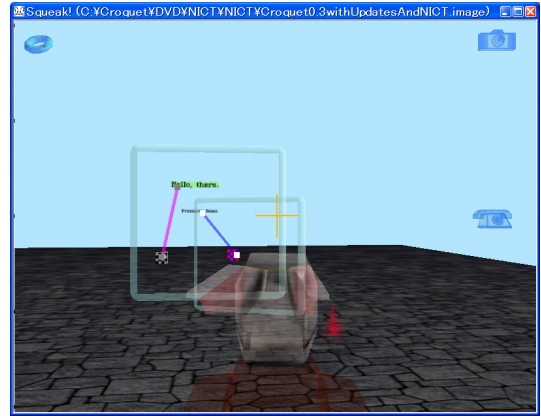 Squeak! (C:¥Croquet¥DVD¥NICT¥NICT¥Croquet0.3withUpdatesAndNICT.image)
Hello, there.